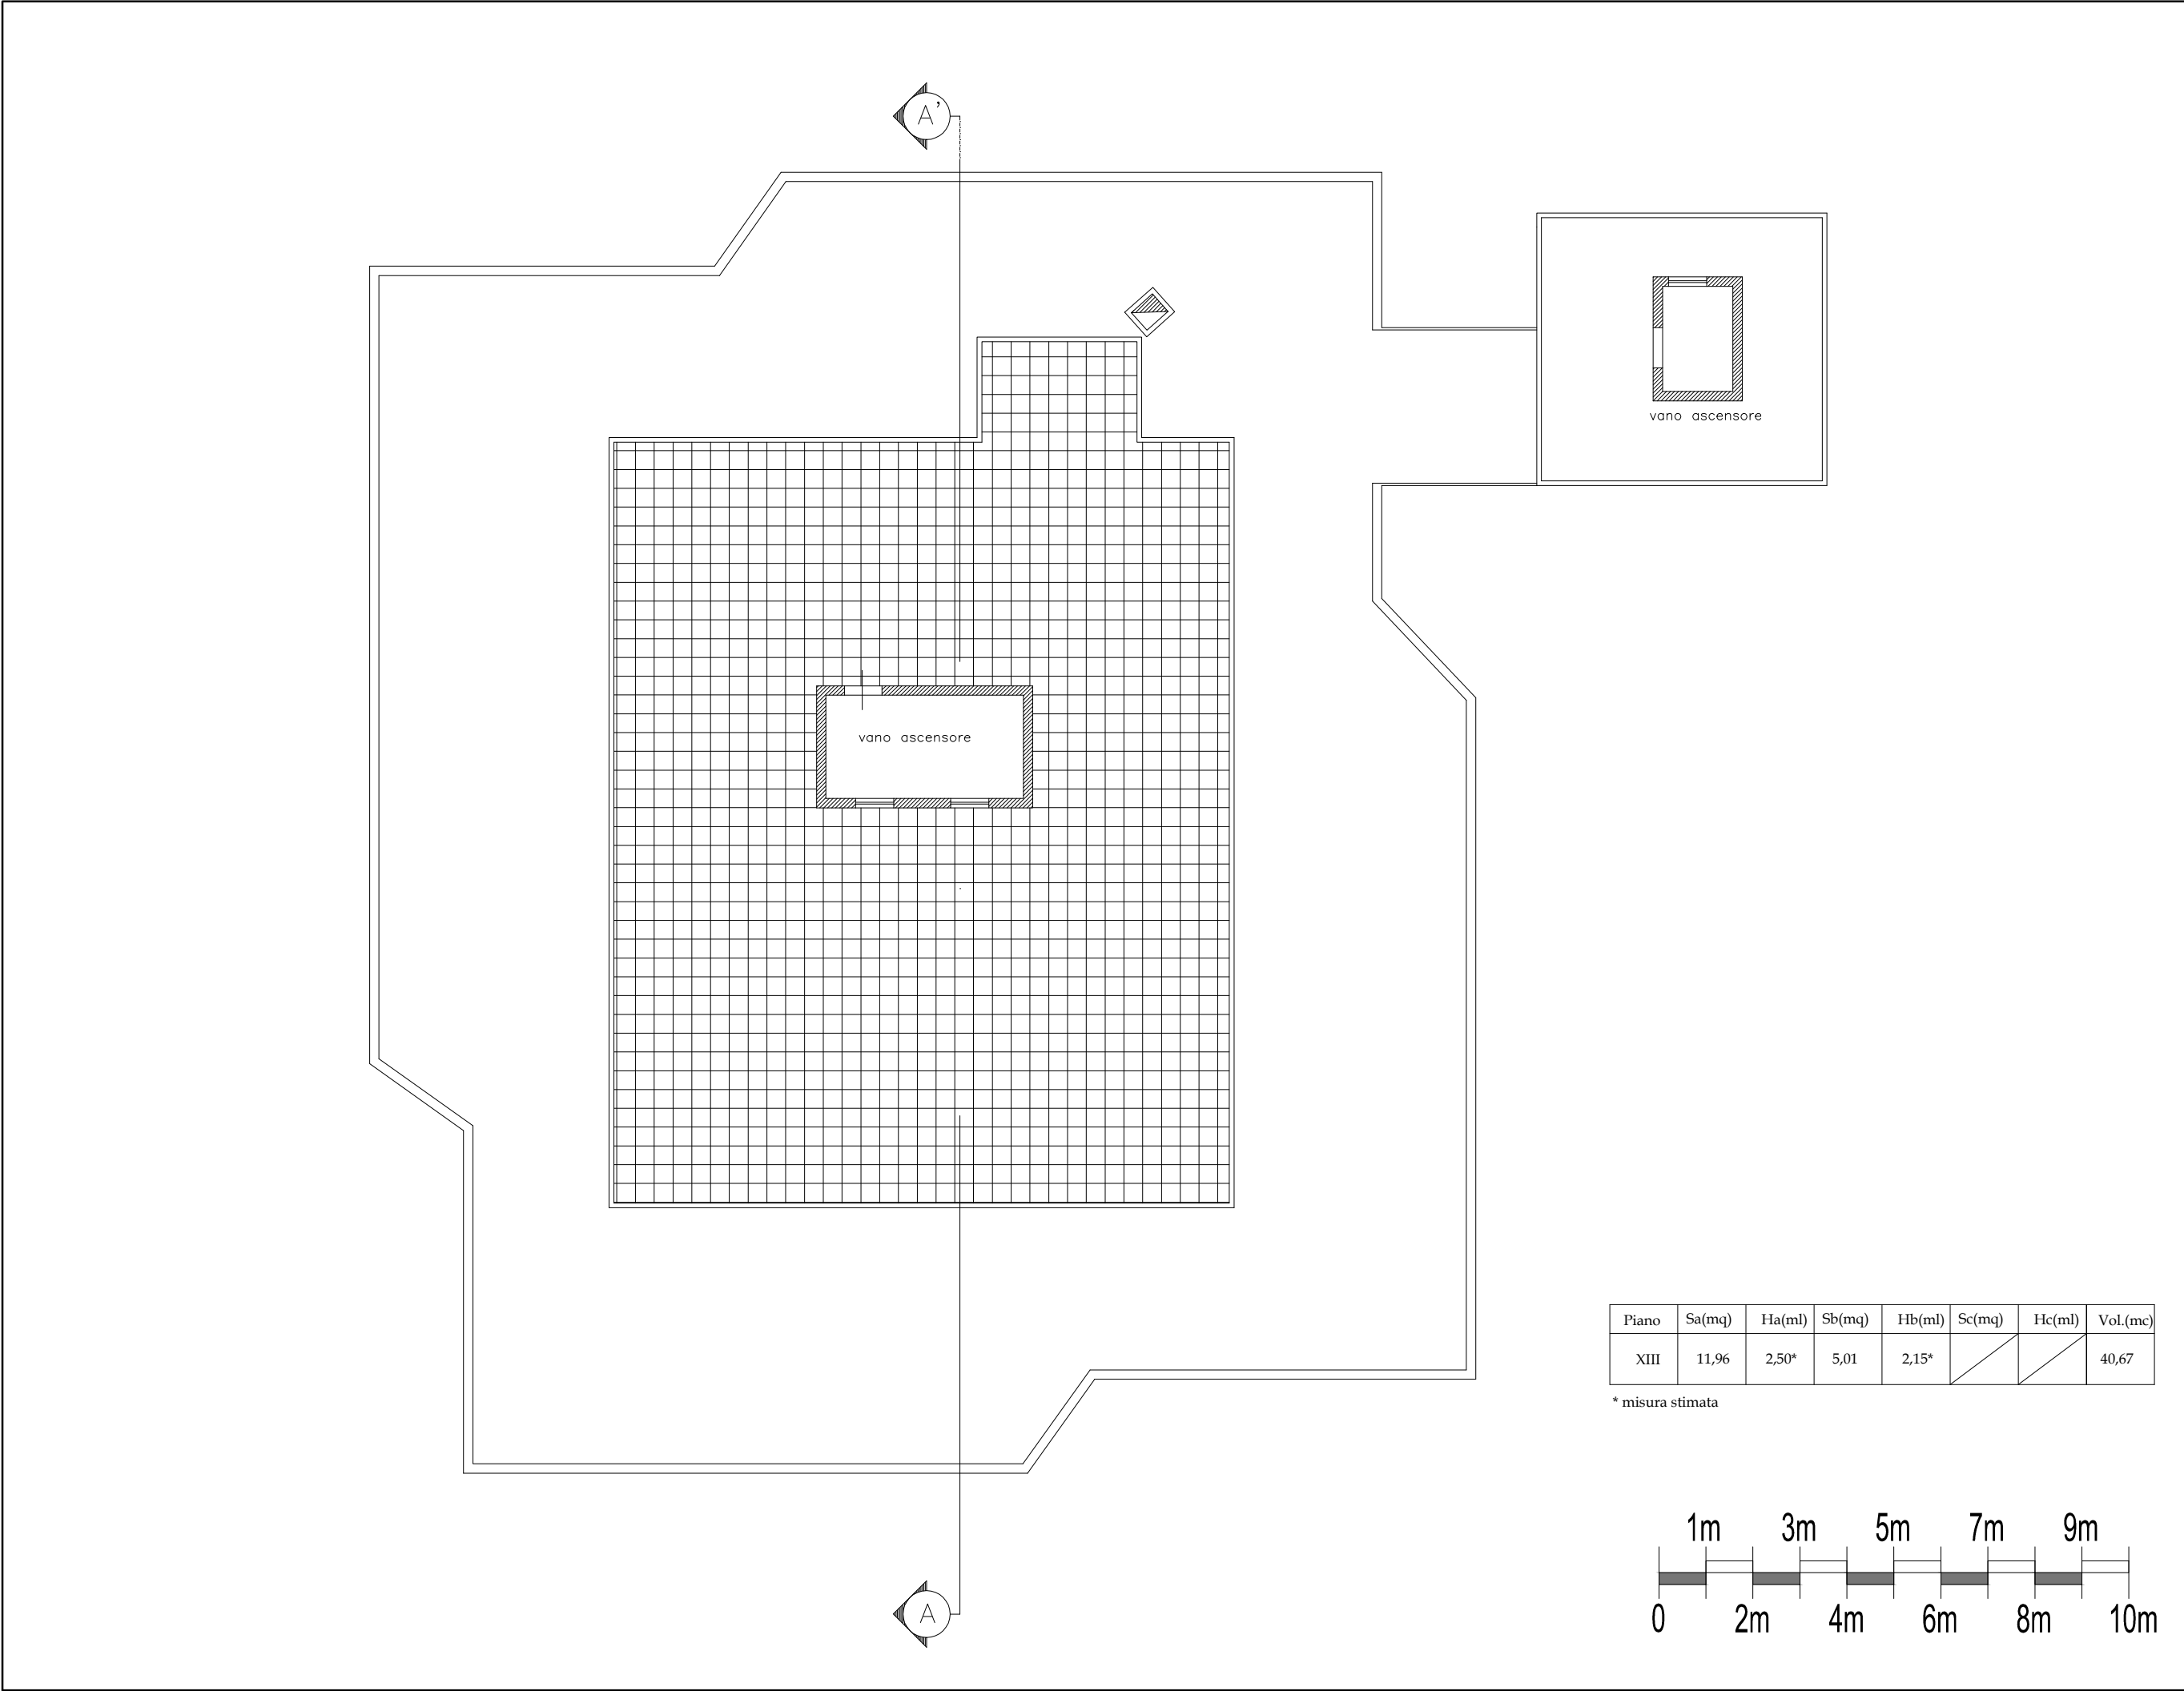 A'
vano ascensore
vano ascensore
Piano Sa(mq) Ha(ml) Sb(mq) Hb(ml) Sc(mq) Hc(ml) Vol.(mc)
XIII 11,96 2,50* 5,01 2,15* 40,67
* misura stimata
1m 3m 5m 7m 9m
0 2m 4m 6m 8m 10m
A